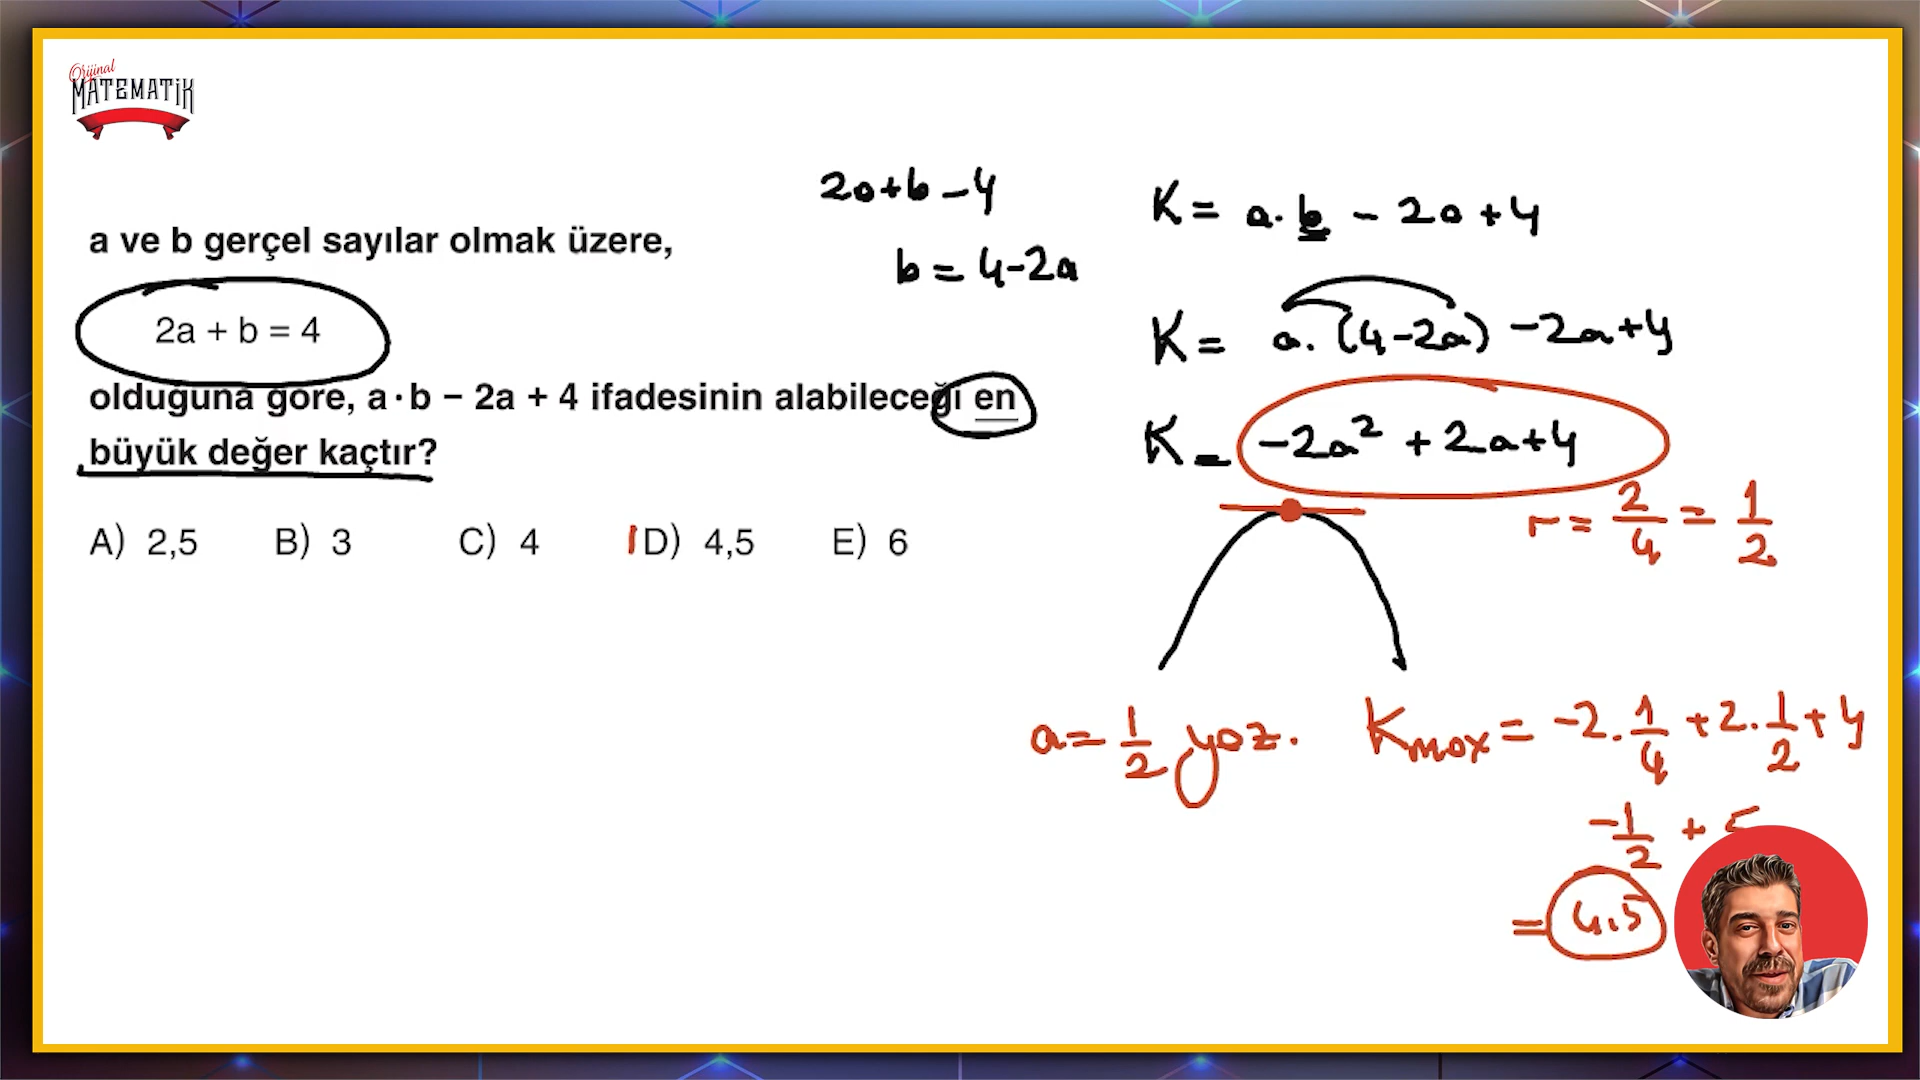 Orijinal
MATEMATİK
a ve b gerçel sayılar olmak üzere,
2a + b = 4
olduğuna göre, a·b − 2a + 4 ifadesinin alabileceği en
büyük değer kaçtır?
A) 2,5 B) 3 C) 4 D) 4,5 E) 6
2a+b-4
b = 4-2a
K = a.b - 2a+4
K = a.(4-2a) -2a+4
K = -2a² + 2a+4
r = 2/4 = 1/2
a = 1/2 yaz. Kmax = -2.1/4 +2.1/2 + 4
-1/2 + 5
= 4.5